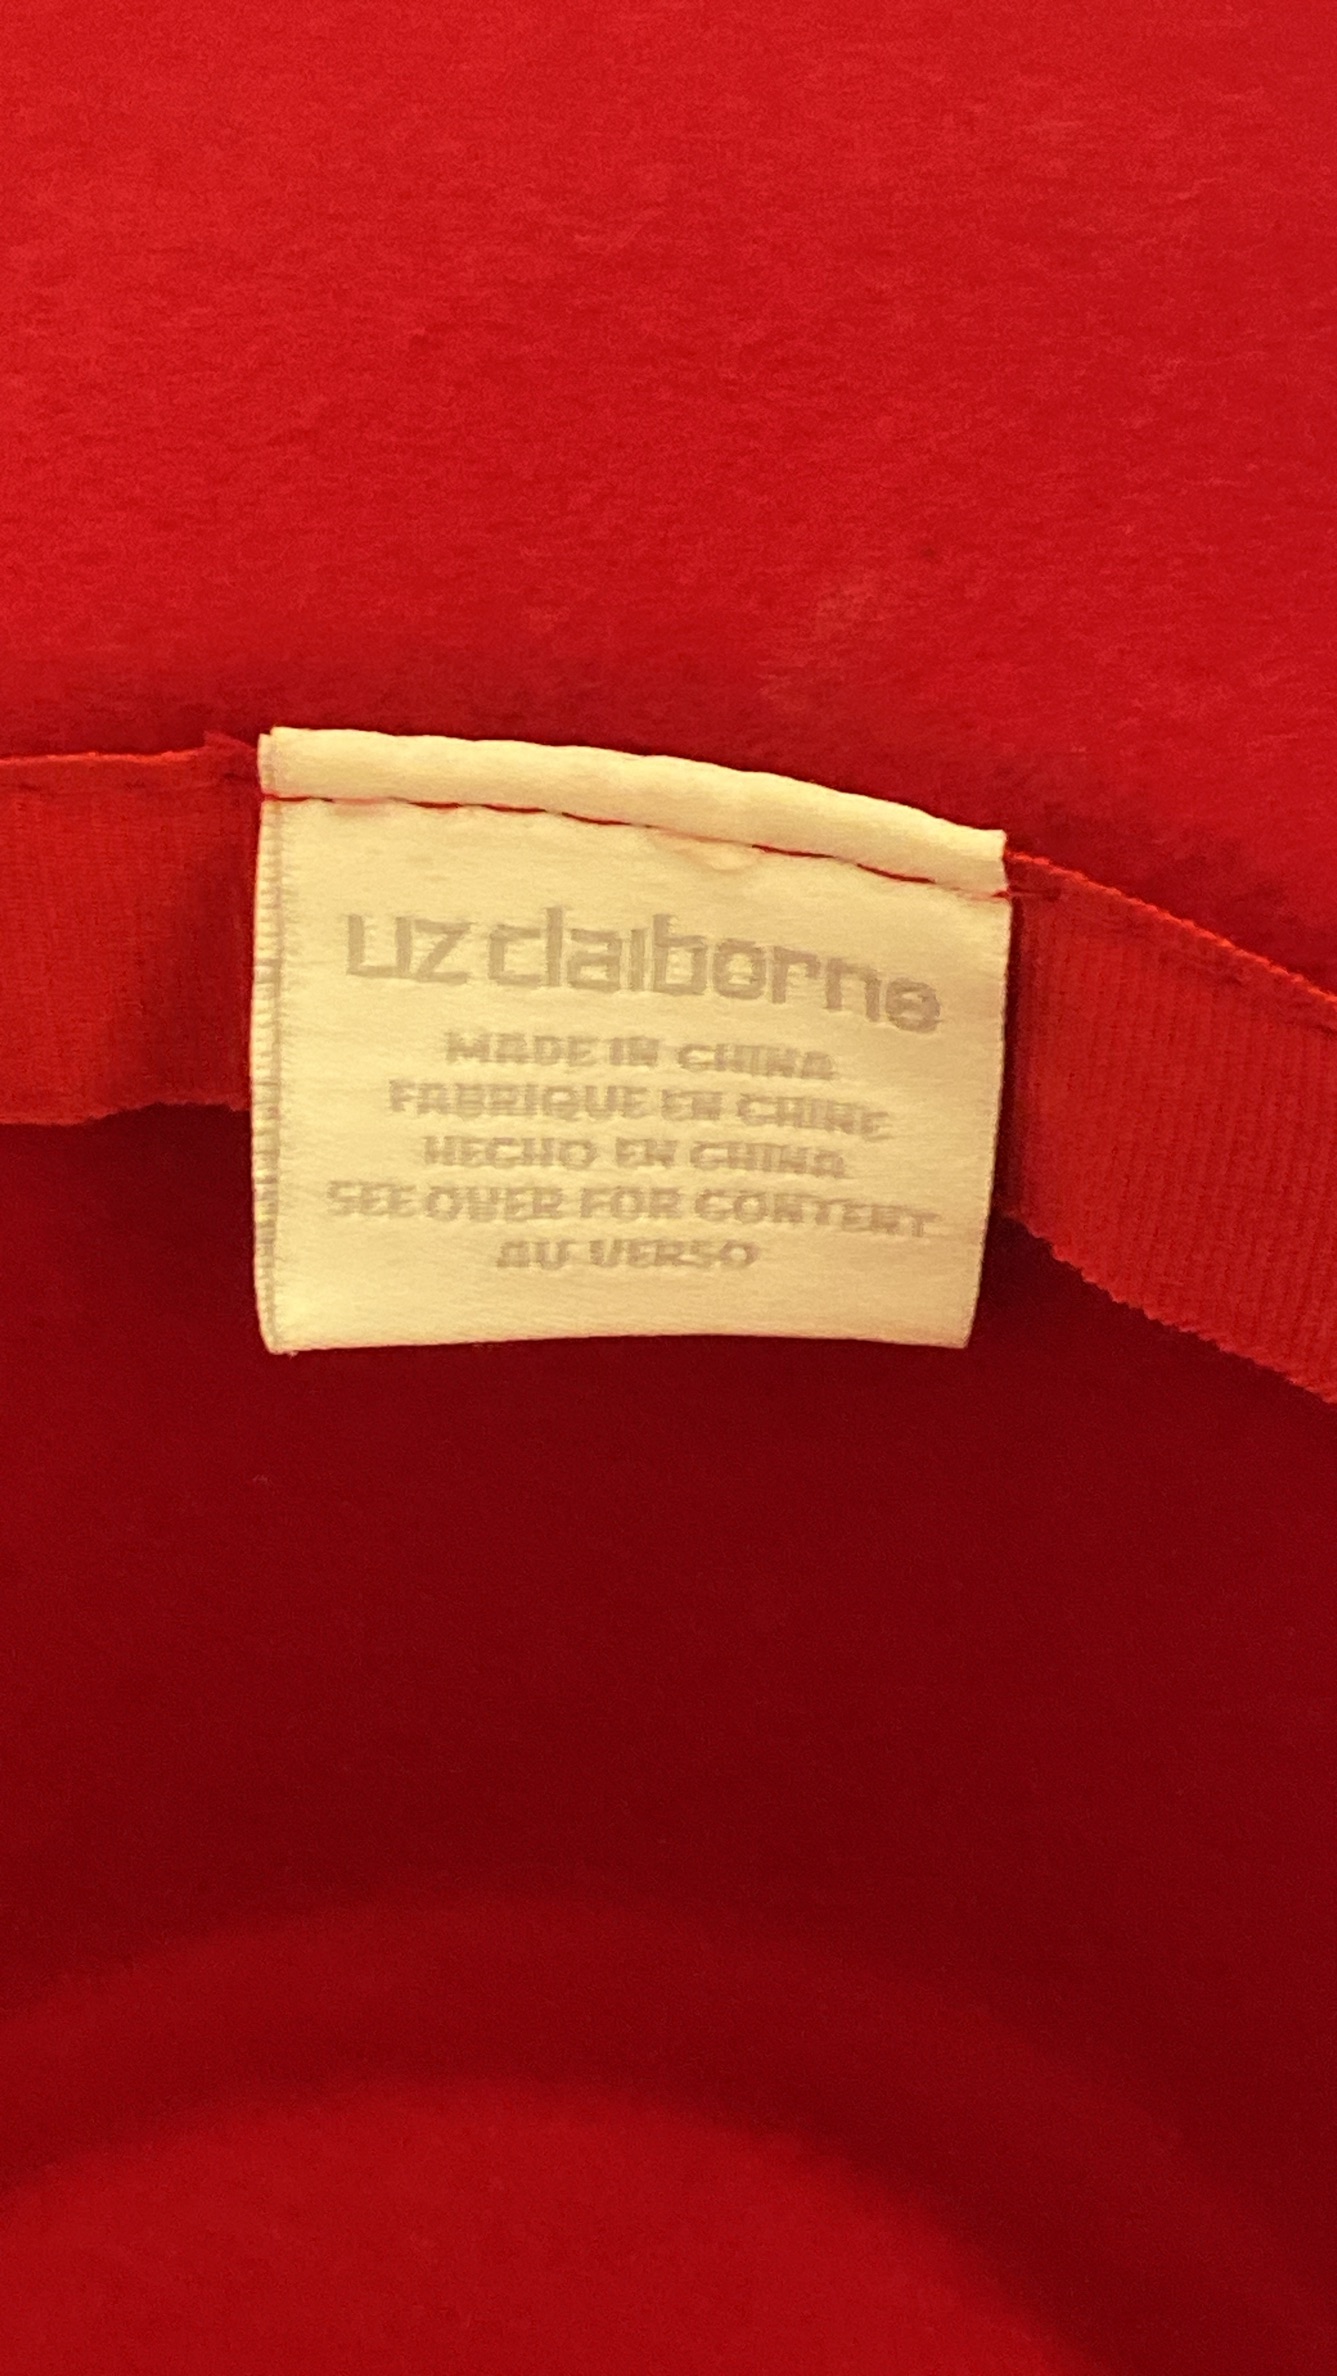 liz claiborne
MADE IN CHINA
FABRIQUE EN CHINE
HECHO EN CHINA
SEE OVER FOR CONTENT
AU VERSO